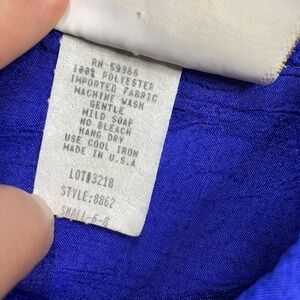 RN 59366
100% POLYESTER
IMPORTED FABRIC
MACHINE WASH
GENTLE
MILD SOAP
NO BLEACH
HANG DRY
USE COOL IRON
MADE IN U.S.A
LOT#3218
STYLE:8862
SMALL-6-8